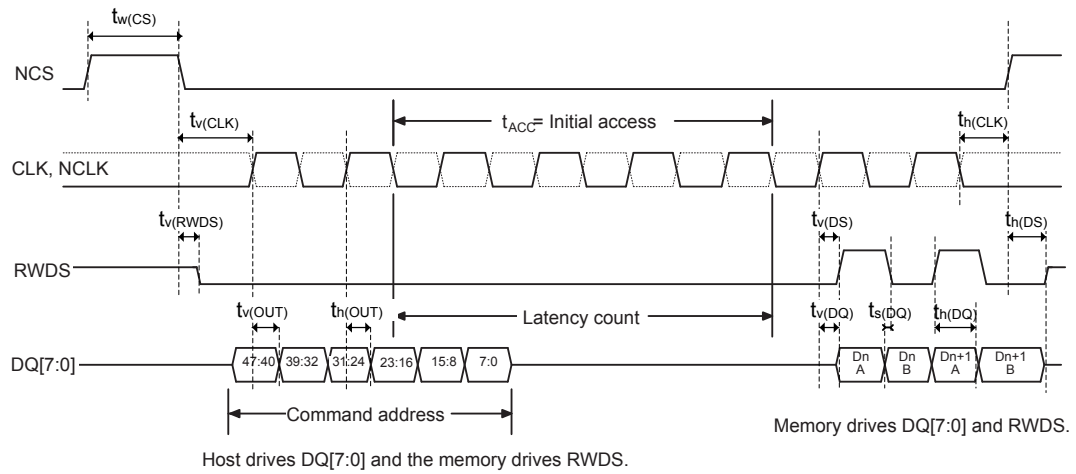 tw(CS)
NCS
tv(CLK)
tACC= Initial access
th(CLK)
CLK, NCLK
tv(RWDS)
tv(DS)
th(DS)
RWDS
tv(OUT)
th(OUT)
Latency count
tv(DQ)
ts(DQ)
th(DQ)
DQ[7:0]
47:40
39:32
31:24
23:16
15:8
7:0
Dn
A
Dn
B
Dn+1
A
Dn+1
B
Command address
Memory drives DQ[7:0] and RWDS.
Host drives DQ[7:0] and the memory drives RWDS.